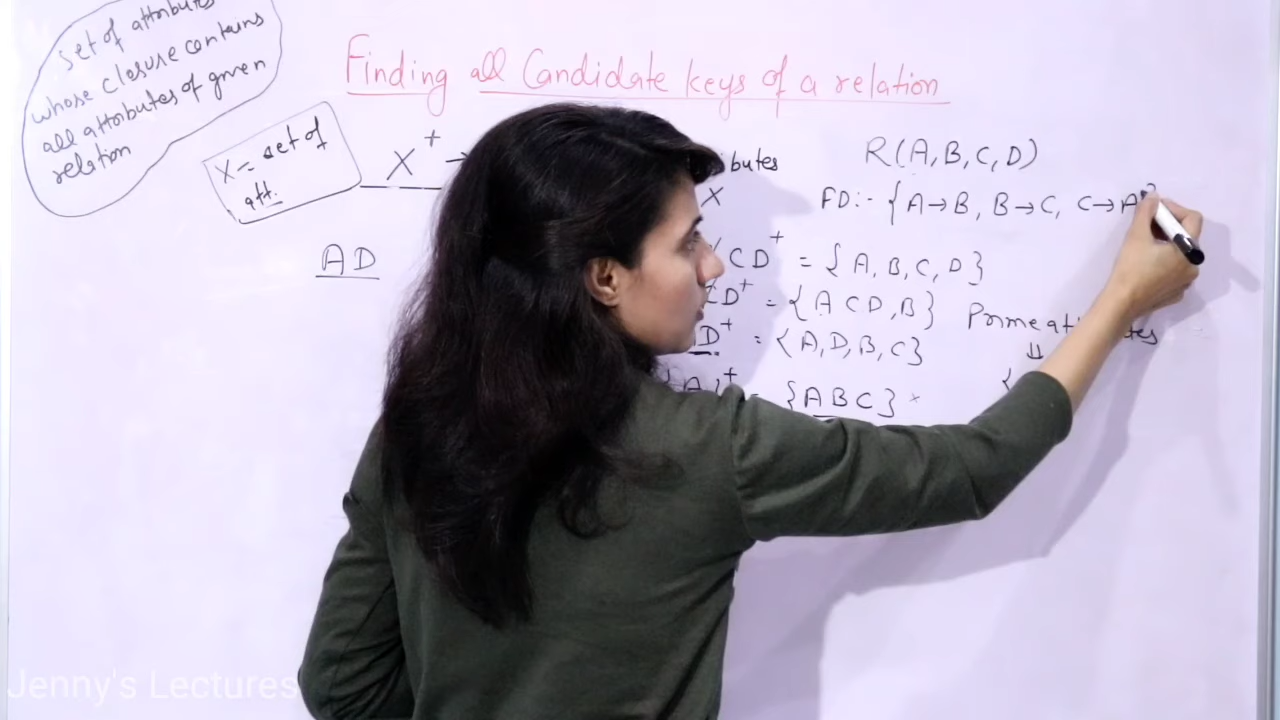 set of attributes
whose closure contains
all attributes of given
relation
Finding all Candidate keys of a relation
X = set of
att.
X+ →
butes
X
R(A,B,C,D)
FD:- { A→B, B→C, C→A
AD
CD+ = { A, B, C, D }
CD+ = { A C D, B }
D+ = { A, D, B, C }
{A}+ = { A B C } ×
Prime at
tes
⇓
{
Jenny's Lectures